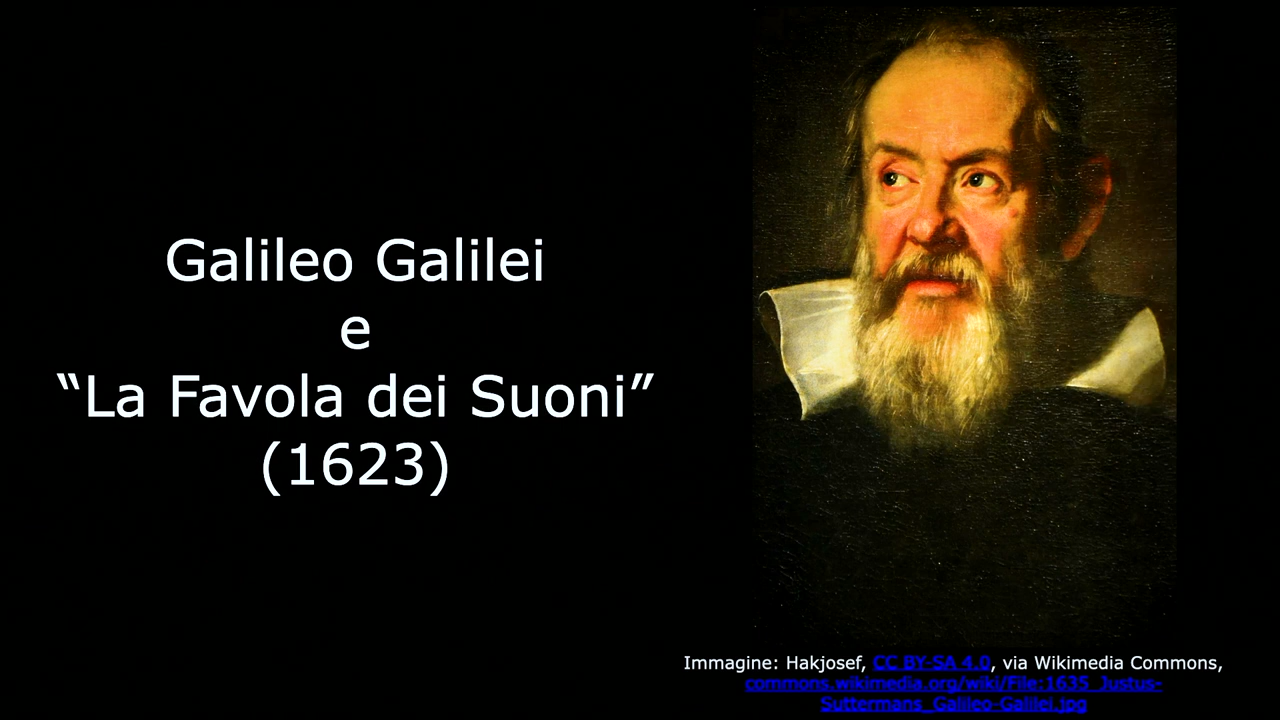 Galileo Galilei
e
“La Favola dei Suoni”
(1623)
Immagine: Hakjosef, CC BY-SA 4.0, via Wikimedia Commons,
commons.wikimedia.org/wiki/File:1635_Justus-
Suttermans_Galileo-Galilei.jpg